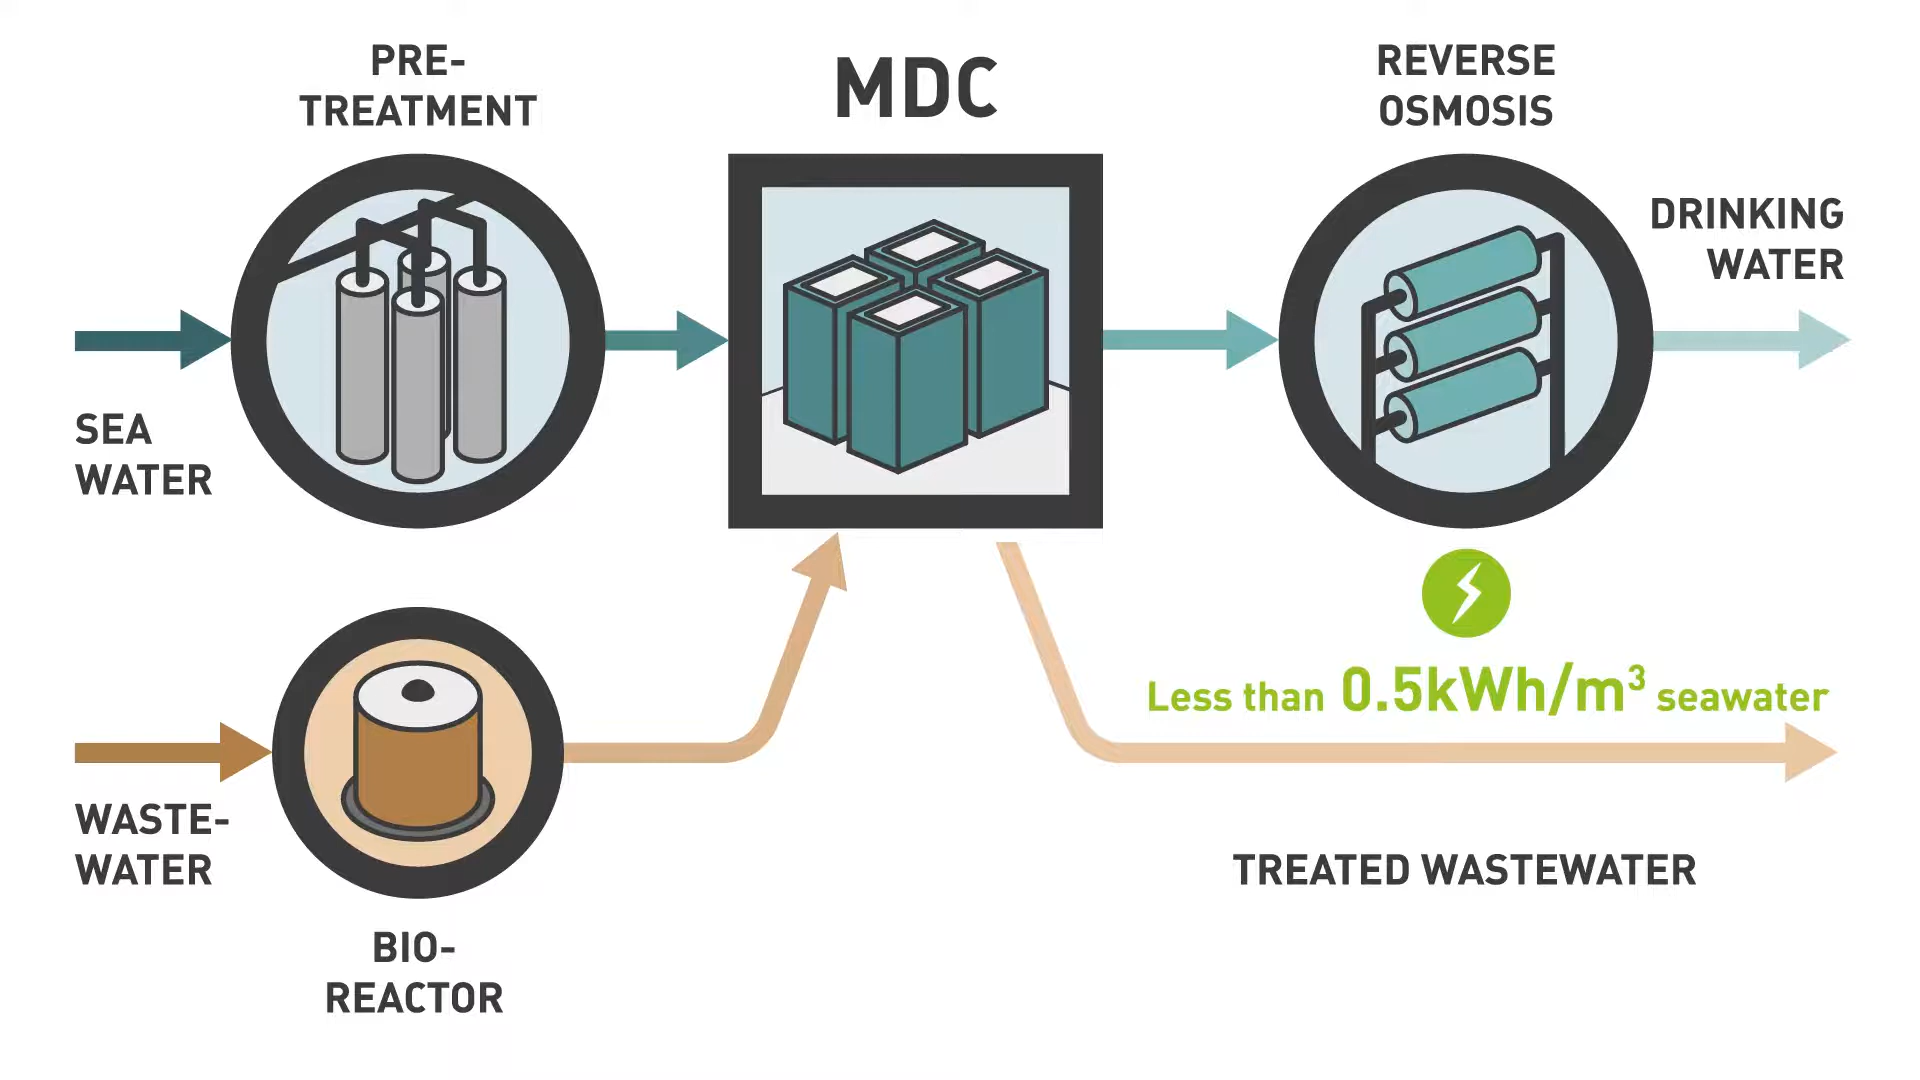 PRE-
TREATMENT
MDC
REVERSE
OSMOSIS
DRINKING
WATER
SEA
WATER
Less than 0.5kWh/m³ seawater
WASTE-
WATER
TREATED WASTEWATER
BIO-
REACTOR